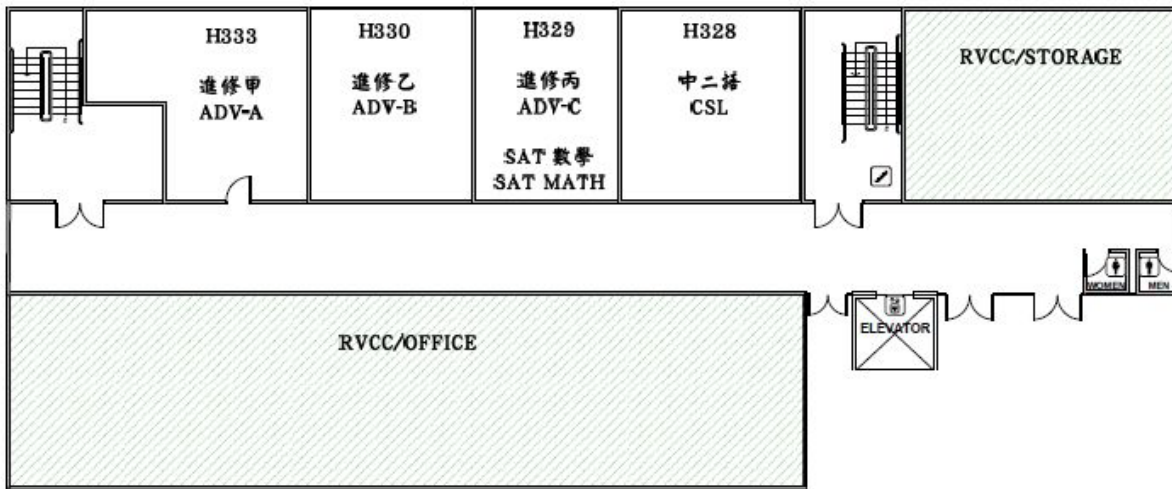 H333
進修甲
ADV-A
H330
進修乙
ADV-B
H329
進修丙
ADV-C
SAT 數學
SAT MATH
H328
中二語
CSL
RVCC/STORAGE
WOMEN
MEN
ELEVATOR
RVCC/OFFICE